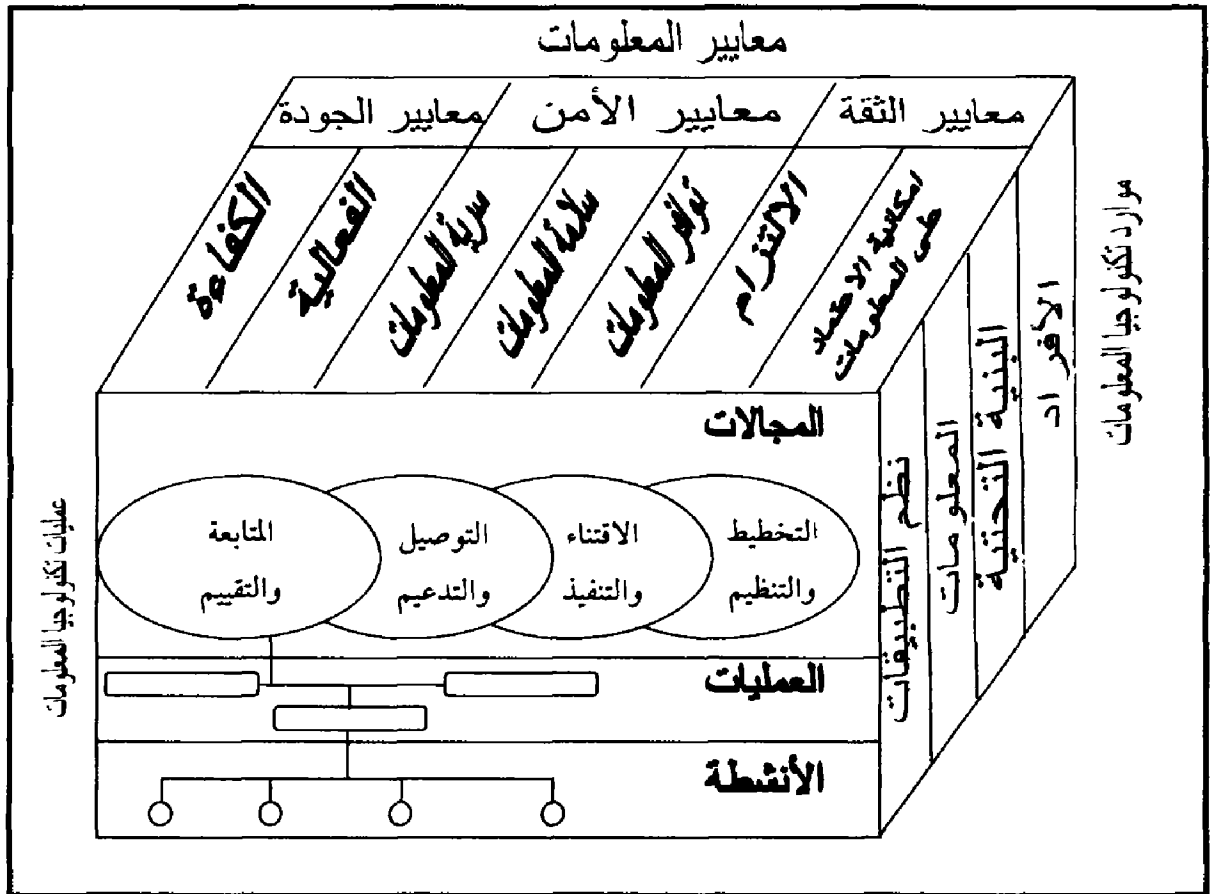 معايير المعلومات
معايير الثقة
معايير الأمن
معايير الجودة
امكانية الاعتماد
على المعلومات
الالتزام
توافر المعلومات
سلامة المعلومات
سرية المعلومات
الفعالية
الكفاءة
موارد تكنولوجيا المعلومات
الأفراد
البنية التحتية
المعلومات
نظم التطبيقات
المجالات
التخطيط
والتنظيم
الاقتناء
والتنفيذ
التوصيل
والتدعيم
المتابعة
والتقييم
العمليات
الأنشطة
عمليات تكنولوجيا المعلومات